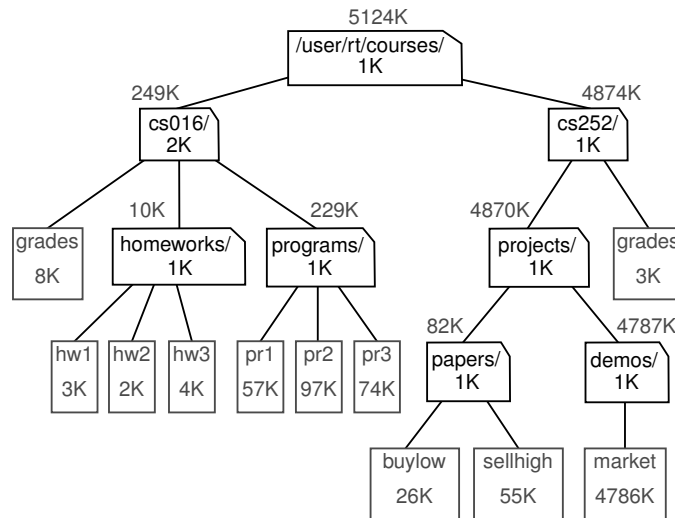 5124K
/user/rt/courses/
1K
249K
cs016/
2K
4874K
cs252/
1K
grades
8K
10K
homeworks/
1K
229K
programs/
1K
4870K
projects/
1K
grades
3K
hw1
3K
hw2
2K
hw3
4K
pr1
57K
pr2
97K
pr3
74K
82K
papers/
1K
4787K
demos/
1K
buylow
26K
sellhigh
55K
market
4786K